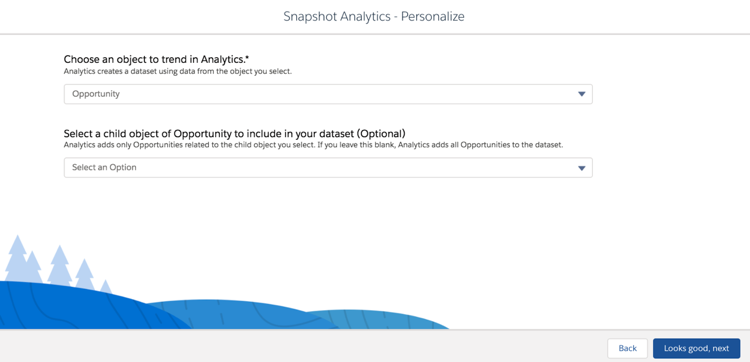 Snapshot Analytics - Personalize
Choose an object to trend in Analytics.*
Analytics creates a dataset using data from the object you select.
Opportunity
Select a child object of Opportunity to include in your dataset (Optional)
Analytics adds only Opportunities related to the child object you select. If you leave this blank, Analytics adds all Opportunities to the dataset.
Select an Option
Back
Looks good, next